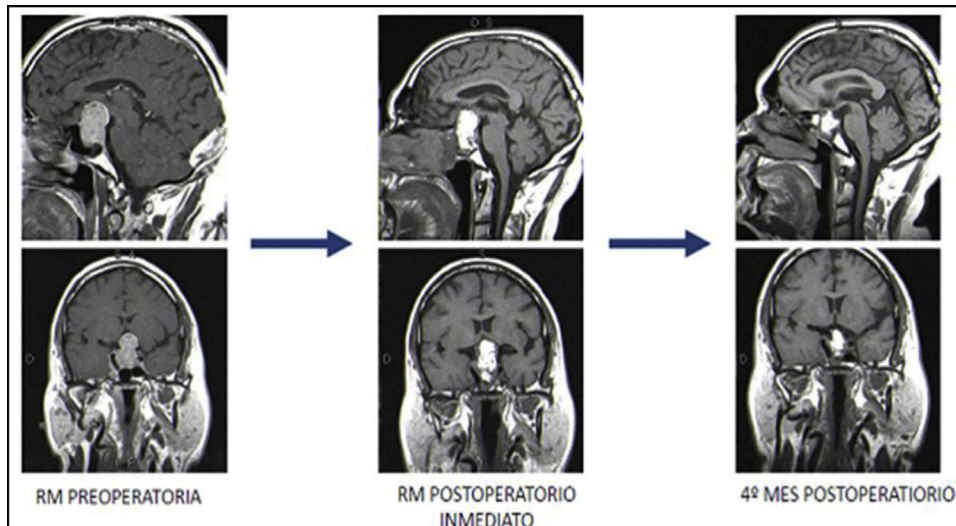 D S
S
D
D
D
RM PREOPERATORIA
RM POSTOPERATORIO
INMEDIATO
4º MES POSTOPERATIORIO